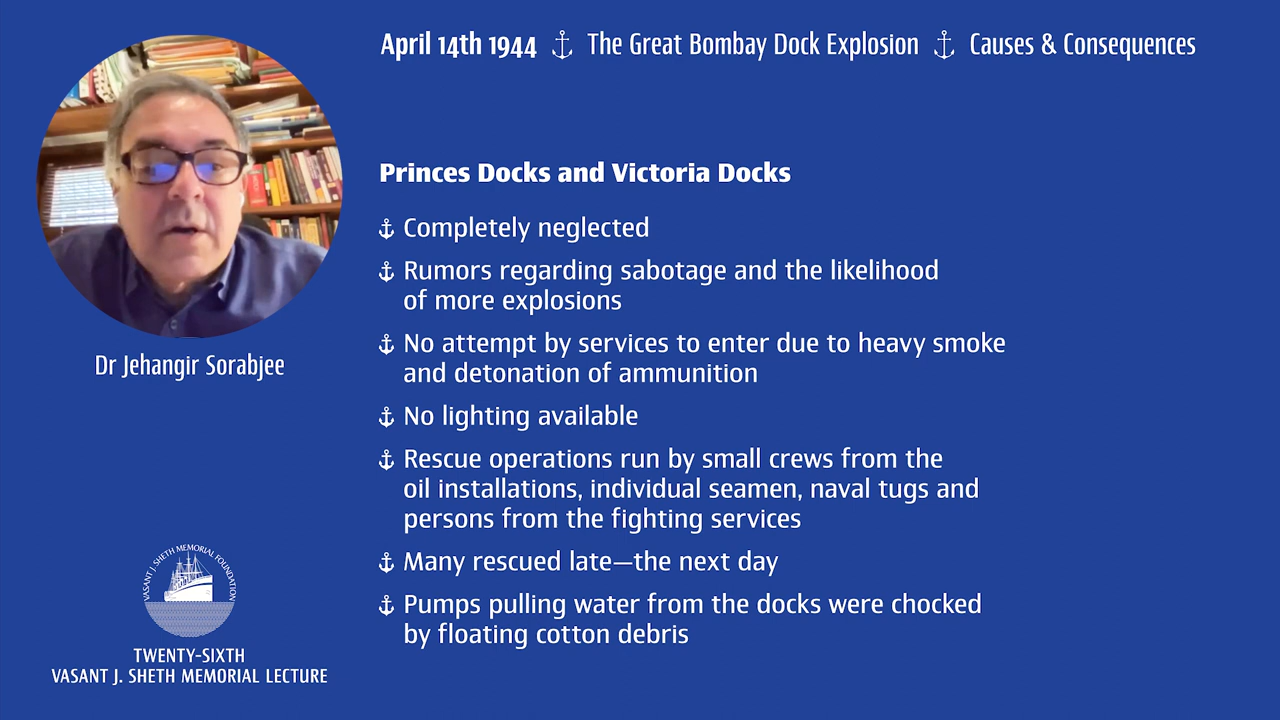 April 14th 1944 ⚓ The Great Bombay Dock Explosion ⚓ Causes & Consequences
Princes Docks and Victoria Docks
⚓ Completely neglected
⚓ Rumors regarding sabotage and the likelihood
of more explosions
⚓ No attempt by services to enter due to heavy smoke
and detonation of ammunition
⚓ No lighting available
⚓ Rescue operations run by small crews from the
oil installations, individual seamen, naval tugs and
persons from the fighting services
⚓ Many rescued late—the next day
⚓ Pumps pulling water from the docks were chocked
by floating cotton debris
Dr Jehangir Sorabjee
VASANT J. SHETH MEMORIAL FOUNDATION
TWENTY-SIXTH
VASANT J. SHETH MEMORIAL LECTURE